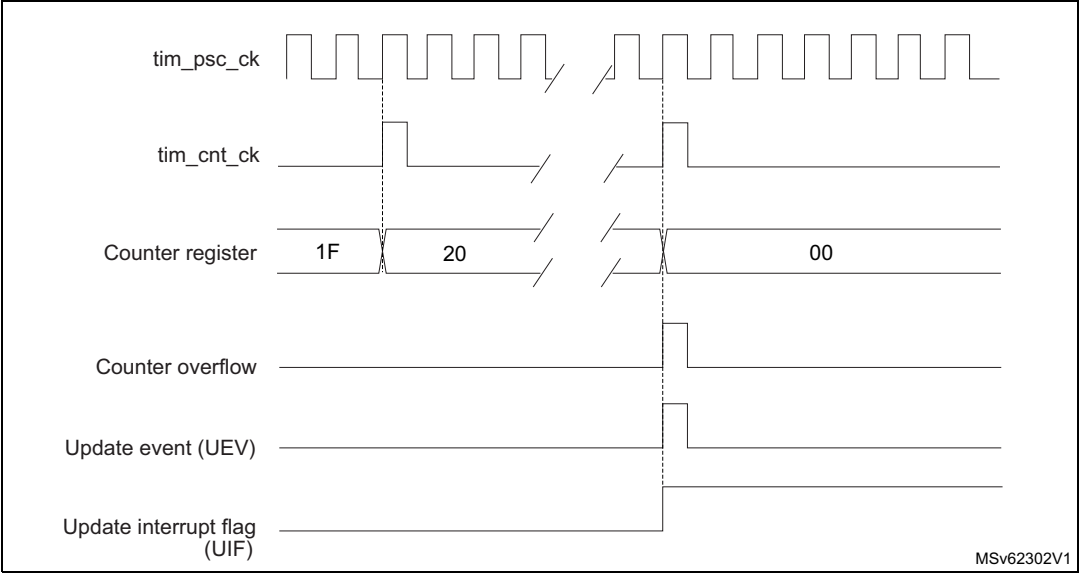 tim_psc_ck
tim_cnt_ck
Counter register
1F
20
00
Counter overflow
Update event (UEV)
Update interrupt flag
(UIF)
MSv62302V1